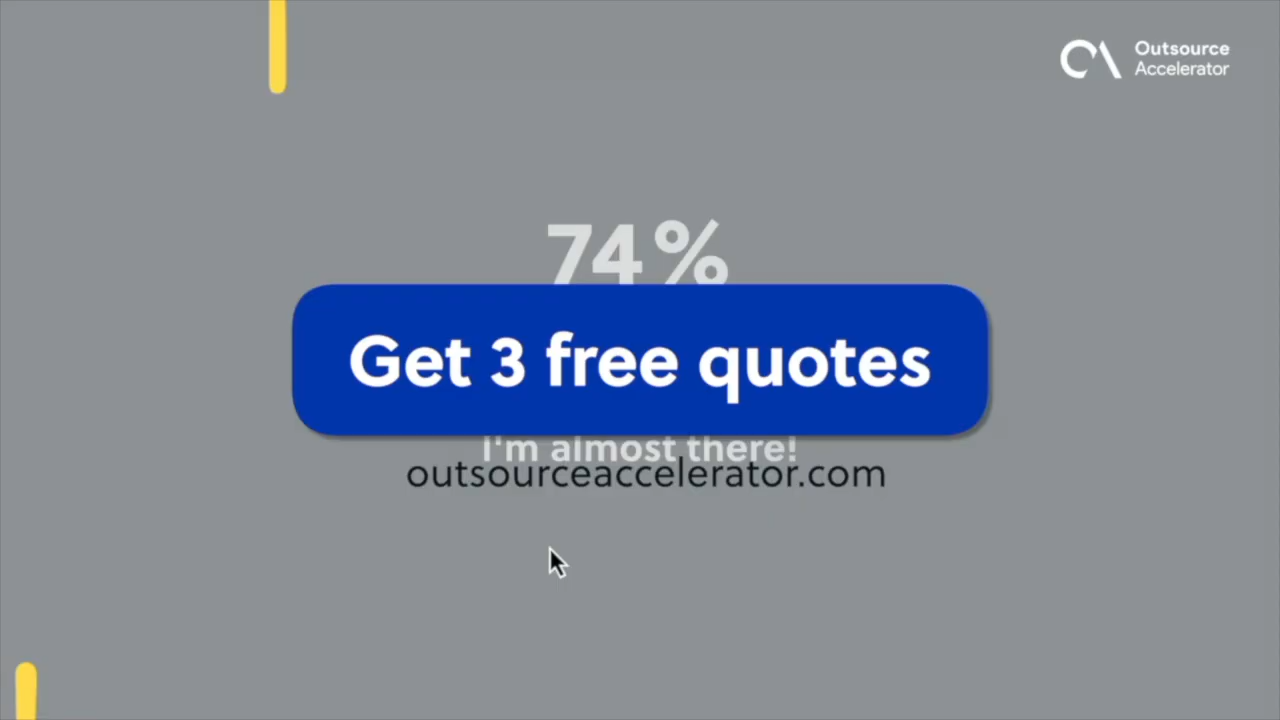 Outsource
Accelerator
74%
Get 3 free quotes
I'm almost there!
outsourceaccelerator.com